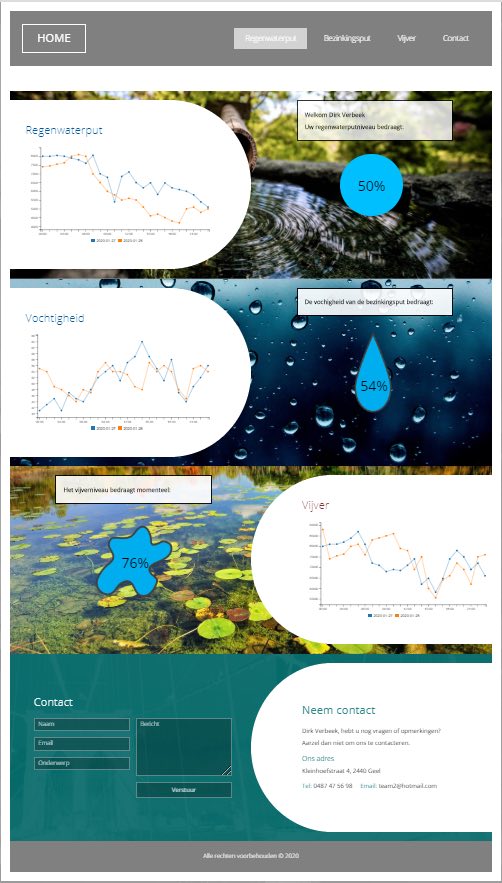 HOME
Regenwaterput
Bezinkingsput
Vijver
Contact
Regenwaterput
2020-01-27 2020-01-28
Welkom Dirk Verbeek
Uw regenwaterputniveau bedraagt:
50%
Vochtigheid
2020-01-27 2020-01-28
De vochigheid van de bezinkingsput bedraagt:
54%
Het vijverniveau bedraagt momenteel:
76%
Vijver
2020-01-27 2020-01-28
Contact
Naam
Email
Onderwerp
Bericht
Verstuur
Neem contact
Dirk Verbeek, hebt u nog vragen of opmerkingen?
Aarzel dan niet om ons te contacteren.
Ons adres
Kleinhoefstraat 4, 2440 Geel
Tel: 0487 47 56 98 Email: team2@hotmail.com
Alle rechten voorbehouden © 2020